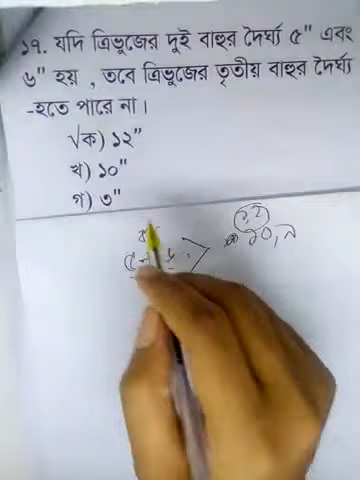 ১৭. যদি ত্রিভুজের দুই বাহুর দৈর্ঘ্য ৫" এবং
৬" হয় , তবে ত্রিভুজের তৃতীয় বাহুর দৈর্ঘ্য
-হতে পারে না।
√ক) ১২"
খ) ১০"
গ) ৩"